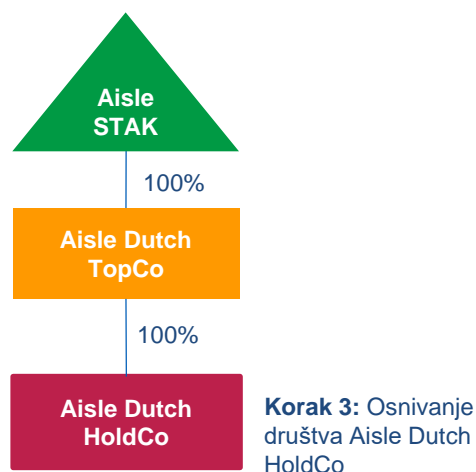 Aisle
STAK
100%
Aisle Dutch
TopCo
100%
Aisle Dutch
HoldCo
Korak 3: Osnivanje
društva Aisle Dutch
HoldCo